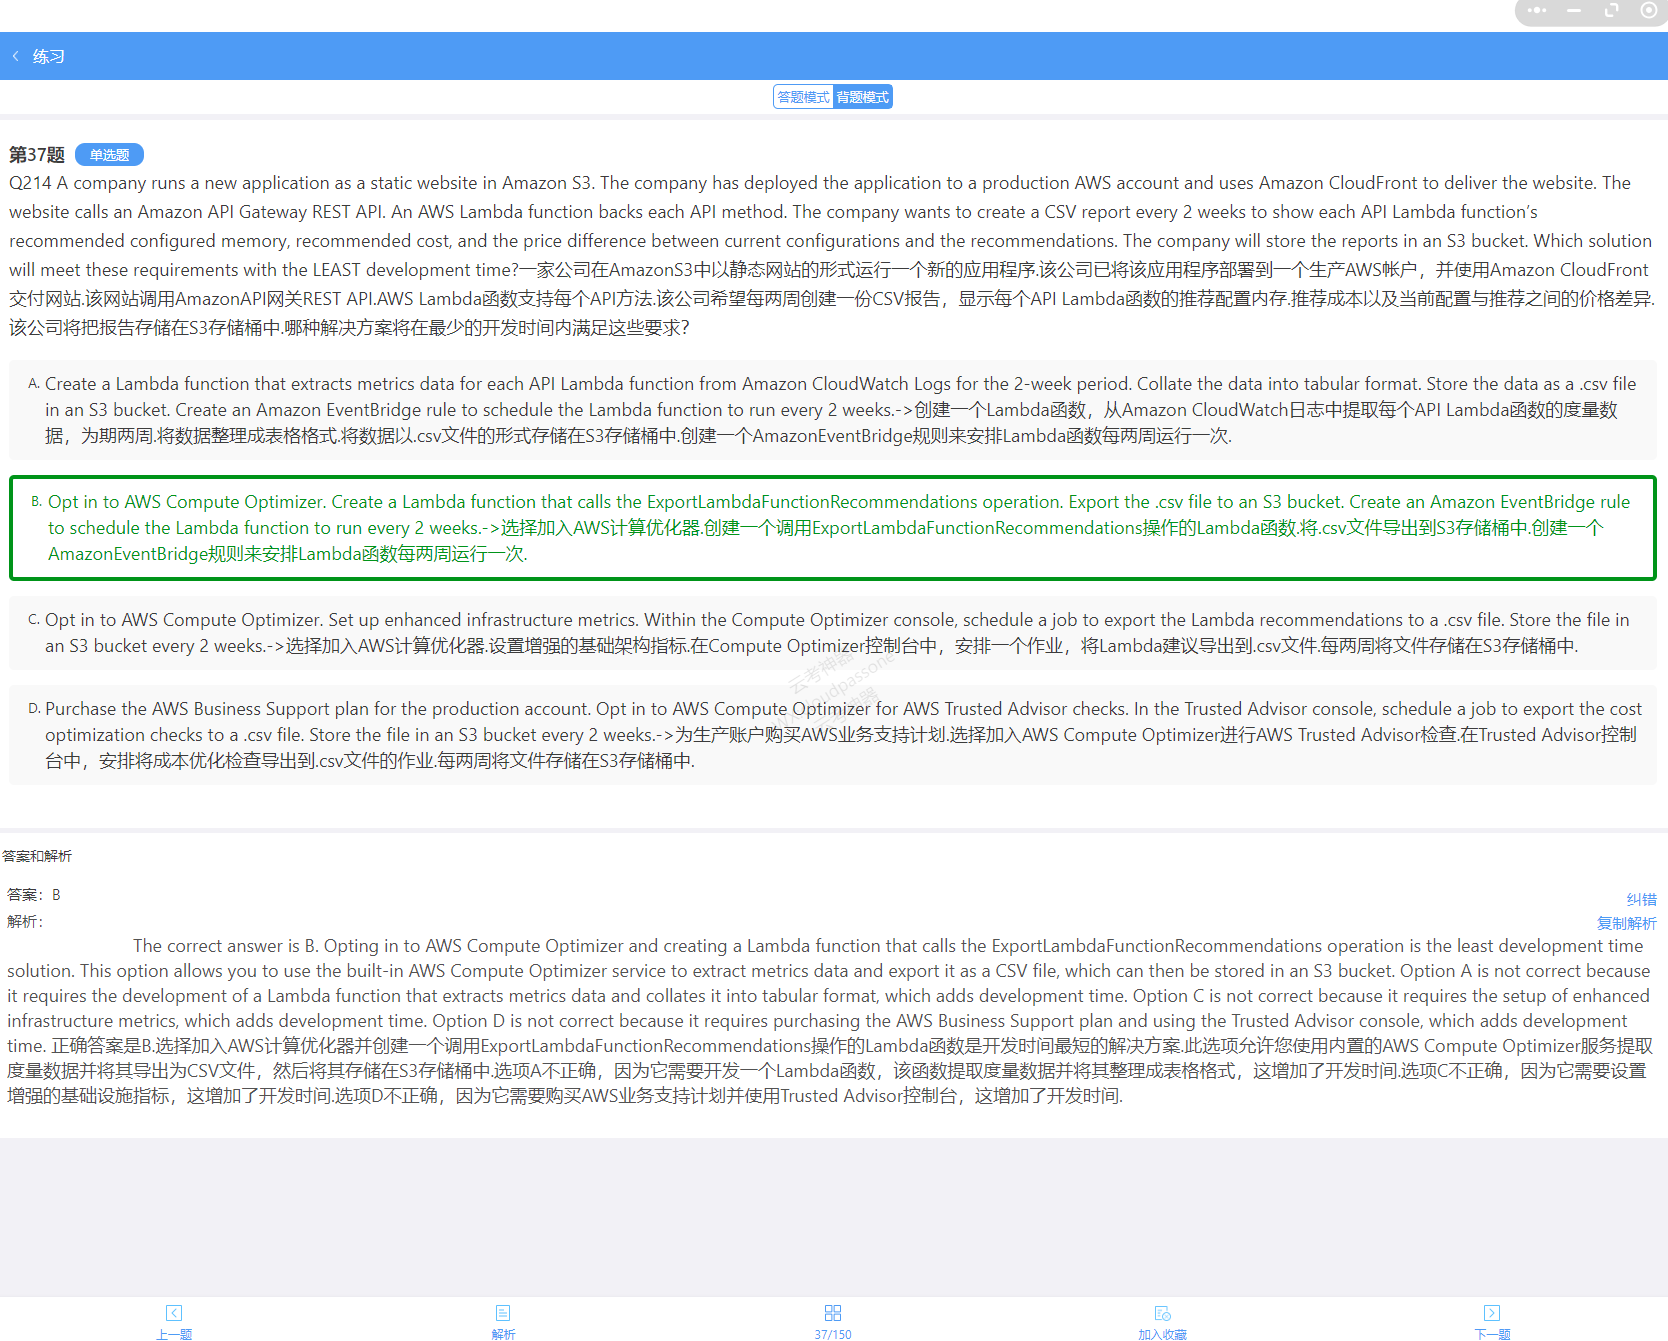 练习
答题模式 背题模式
第37题 单选题
Q214 A company runs a new application as a static website in Amazon S3. The company has deployed the application to a production AWS account and uses Amazon CloudFront to deliver the website. The
website calls an Amazon API Gateway REST API. An AWS Lambda function backs each API method. The company wants to create a CSV report every 2 weeks to show each API Lambda function’s
recommended configured memory, recommended cost, and the price difference between current configurations and the recommendations. The company will store the reports in an S3 bucket. Which solution
will meet these requirements with the LEAST development time?一家公司在AmazonS3中以静态网站的形式运行一个新的应用程序.该公司已将该应用程序部署到一个生产AWS帐户，并使用Amazon CloudFront
交付网站.该网站调用AmazonAPI网关REST API.AWS Lambda函数支持每个API方法.该公司希望每两周创建一份CSV报告，显示每个API Lambda函数的推荐配置内存.推荐成本以及当前配置与推荐之间的价格差异.
该公司将把报告存储在S3存储桶中.哪种解决方案将在最少的开发时间内满足这些要求？
A. Create a Lambda function that extracts metrics data for each API Lambda function from Amazon CloudWatch Logs for the 2-week period. Collate the data into tabular format. Store the data as a .csv file
in an S3 bucket. Create an Amazon EventBridge rule to schedule the Lambda function to run every 2 weeks.->创建一个Lambda函数，从Amazon CloudWatch日志中提取每个API Lambda函数的度量数
据，为期两周.将数据整理成表格格式.将数据以.csv文件的形式存储在S3存储桶中.创建一个AmazonEventBridge规则来安排Lambda函数每两周运行一次.
B. Opt in to AWS Compute Optimizer. Create a Lambda function that calls the ExportLambdaFunctionRecommendations operation. Export the .csv file to an S3 bucket. Create an Amazon EventBridge rule
to schedule the Lambda function to run every 2 weeks.->选择加入AWS计算优化器.创建一个调用ExportLambdaFunctionRecommendations操作的Lambda函数.将.csv文件导出到S3存储桶中.创建一个
AmazonEventBridge规则来安排Lambda函数每两周运行一次.
C. Opt in to AWS Compute Optimizer. Set up enhanced infrastructure metrics. Within the Compute Optimizer console, schedule a job to export the Lambda recommendations to a .csv file. Store the file in
an S3 bucket every 2 weeks.->选择加入AWS计算优化器.设置增强的基础架构指标.在Compute Optimizer控制台中，安排一个作业，将Lambda建议导出到.csv文件.每两周将文件存储在S3存储桶中.
云考神器
cloudpassone
云考神器
D. Purchase the AWS Business Support plan for the production account. Opt in to AWS Compute Optimizer for AWS Trusted Advisor checks. In the Trusted Advisor console, schedule a job to export the cost
optimization checks to a .csv file. Store the file in an S3 bucket every 2 weeks.->为生产账户购买AWS业务支持计划.选择加入AWS Compute Optimizer进行AWS Trusted Advisor检查.在Trusted Advisor控制
台中，安排将成本优化检查导出到.csv文件的作业.每两周将文件存储在S3存储桶中.
答案和解析
答案：B
纠错
解析：
复制解析
The correct answer is B. Opting in to AWS Compute Optimizer and creating a Lambda function that calls the ExportLambdaFunctionRecommendations operation is the least development time
solution. This option allows you to use the built-in AWS Compute Optimizer service to extract metrics data and export it as a CSV file, which can then be stored in an S3 bucket. Option A is not correct because
it requires the development of a Lambda function that extracts metrics data and collates it into tabular format, which adds development time. Option C is not correct because it requires the setup of enhanced
infrastructure metrics, which adds development time. Option D is not correct because it requires purchasing the AWS Business Support plan and using the Trusted Advisor console, which adds development
time. 正确答案是B.选择加入AWS计算优化器并创建一个调用ExportLambdaFunctionRecommendations操作的Lambda函数是开发时间最短的解决方案.此选项允许您使用内置的AWS Compute Optimizer服务提取
度量数据并将其导出为CSV文件，然后将其存储在S3存储桶中.选项A不正确，因为它需要开发一个Lambda函数，该函数提取度量数据并将其整理成表格格式，这增加了开发时间.选项C不正确，因为它需要设置
增强的基础设施指标，这增加了开发时间.选项D不正确，因为它需要购买AWS业务支持计划并使用Trusted Advisor控制台，这增加了开发时间.
上一题 解析 37/150 加入收藏 下一题